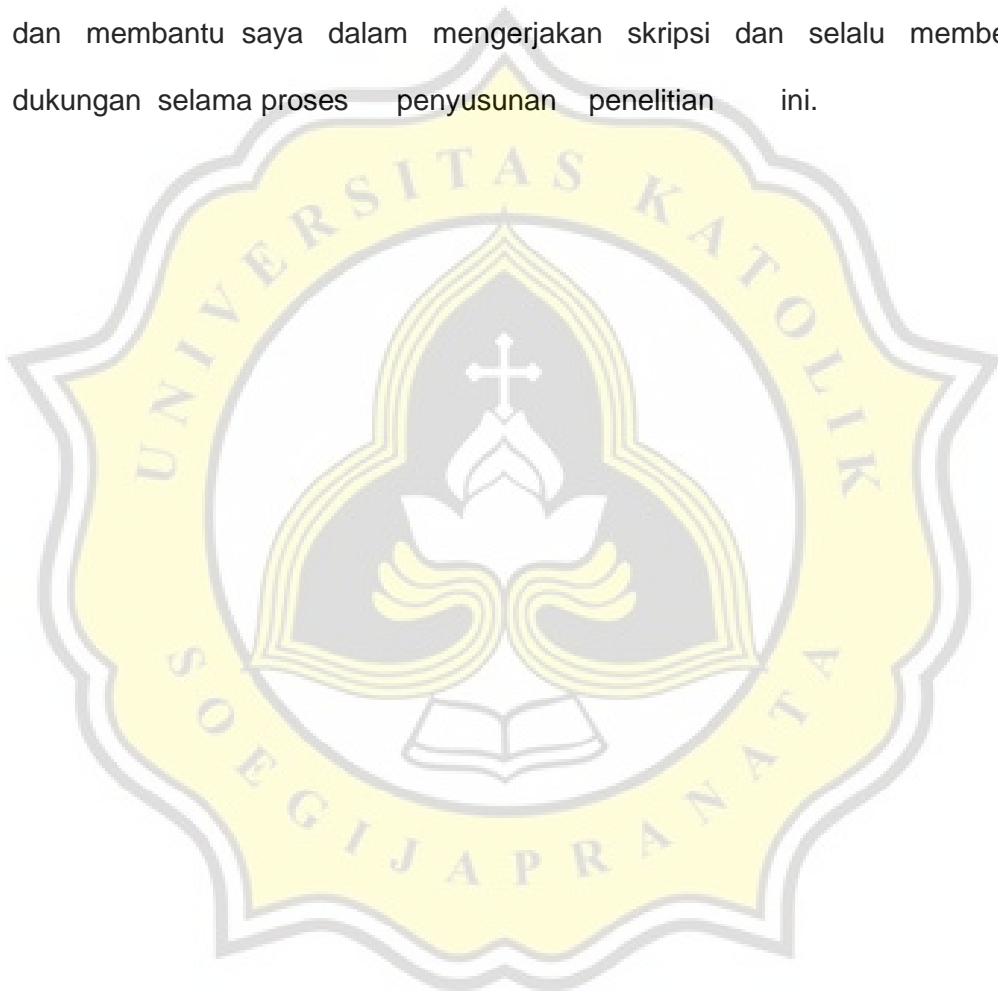 dan membantu saya dalam mengerjakan skripsi dan selalu membe
dukungan selama proses penyusunan penelitian ini.
UNIVERSITAS KATOLIK
SOEGIJAPRANATA